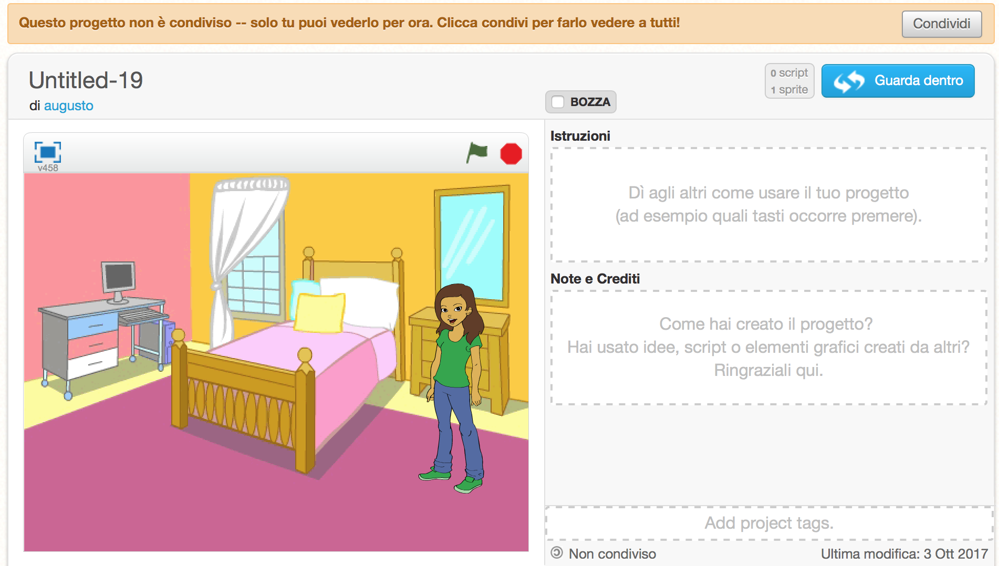 Questo progetto non è condiviso -- solo tu puoi vederlo per ora. Clicca condivi per farlo vedere a tutti!
Condividi
Untitled-19
di augusto
BOZZA
0 script
1 sprite
Guarda dentro
v458
Istruzioni
Dì agli altri come usare il tuo progetto
(ad esempio quali tasti occorre premere).
Note e Crediti
Come hai creato il progetto?
Hai usato idee, script o elementi grafici creati da altri?
Ringraziali qui.
Add project tags.
Non condiviso
Ultima modifica: 3 Ott 2017